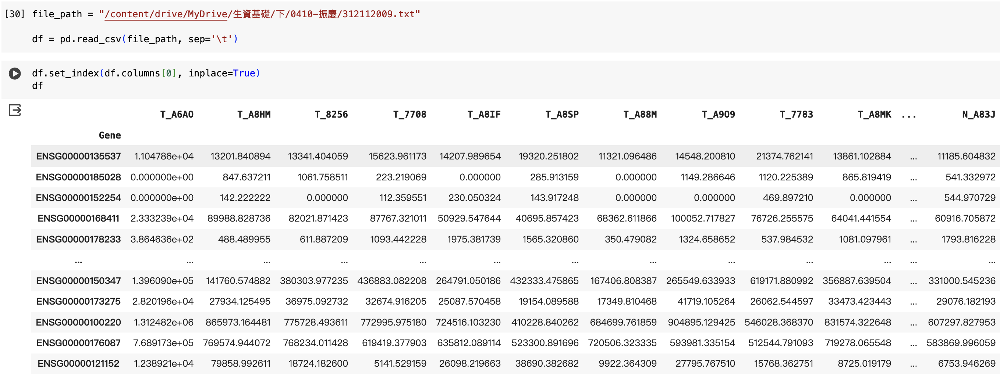 [30] file_path = "/content/drive/MyDrive/生資基礎/下/0410-振慶/312112009.txt"
df = pd.read_csv(file_path, sep='\t')
df.set_index(df.columns[0], inplace=True)
df
T_A6AO T_A8HM T_8256 T_7708 T_A8IF T_A8SP T_A88M T_A9O9 T_7783 T_A8MK ... N_A83J
Gene
ENSG00000135537 1.104786e+04 13201.840894 13341.404059 15623.961173 14207.989654 19320.251802 11321.096486 14548.200810 21374.762141 13861.102884 ... 11185.604832
ENSG00000185028 0.000000e+00 847.637211 1061.758511 223.219069 0.000000 285.913159 0.000000 1149.286646 1120.225389 865.819419 ... 541.332972
ENSG00000152254 0.000000e+00 142.222222 0.000000 112.359551 230.050324 143.917248 0.000000 0.000000 469.897210 0.000000 ... 544.970729
ENSG00000168411 2.333239e+04 89988.828736 82021.871423 87767.321011 50929.547644 40695.857423 68362.611866 100052.717827 76726.255575 64041.441554 ... 60916.705872
ENSG00000178233 3.864636e+02 488.489955 611.887209 1093.442228 1975.381739 1565.320860 350.479082 1324.658652 537.984532 1081.097961 ... 1793.816228
... ... ... ... ... ... ... ... ... ... ... ... ...
ENSG00000150347 1.396090e+05 141760.574882 380303.977235 436883.082208 264791.050186 432333.475865 167406.808387 265549.633933 619171.880992 356887.639504 ... 331000.545236
ENSG00000173275 2.820196e+04 27934.125495 36975.092732 32674.916205 25087.570458 19154.089588 17349.810468 41719.105264 26062.544597 33473.423443 ... 29076.182193
ENSG00000100220 1.312482e+06 865973.164481 775728.493611 772995.975180 724516.103230 410228.840262 684699.761859 904895.129425 546028.368370 831574.322648 ... 607297.827953
ENSG00000176087 7.689173e+05 769574.944072 768234.011428 619419.377903 635812.089114 523300.891696 720506.323335 593981.335154 512544.791093 719278.065548 ... 583869.996059
ENSG00000121152 1.238921e+04 79858.992611 18724.182600 5141.529159 26098.219663 38690.382682 9922.364309 27795.767510 15768.362751 8725.019179 ... 6753.946269